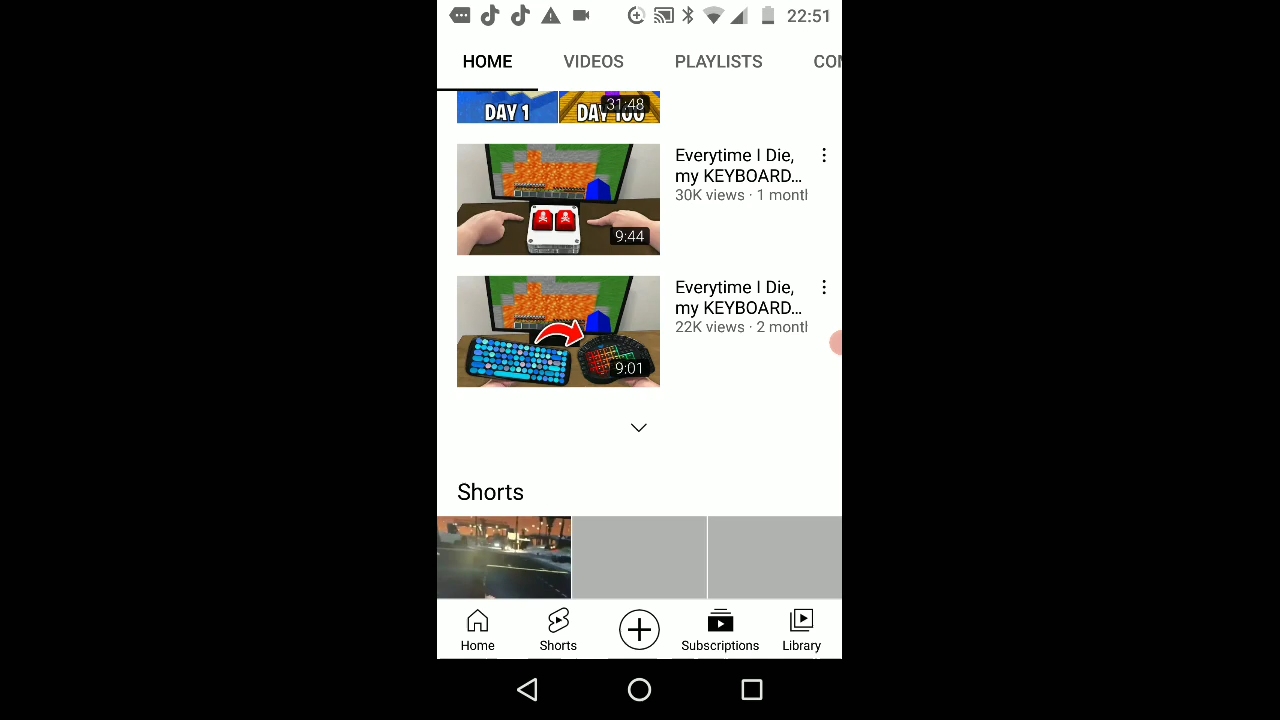 22:51
HOME VIDEOS PLAYLISTS CON
DAY 1
DAY 100
31:48
Everytime I Die,
my KEYBOARD...
30K views · 1 month
9:44
Everytime I Die,
my KEYBOARD...
22K views · 2 month
9:01
Shorts
Home Shorts Subscriptions Library